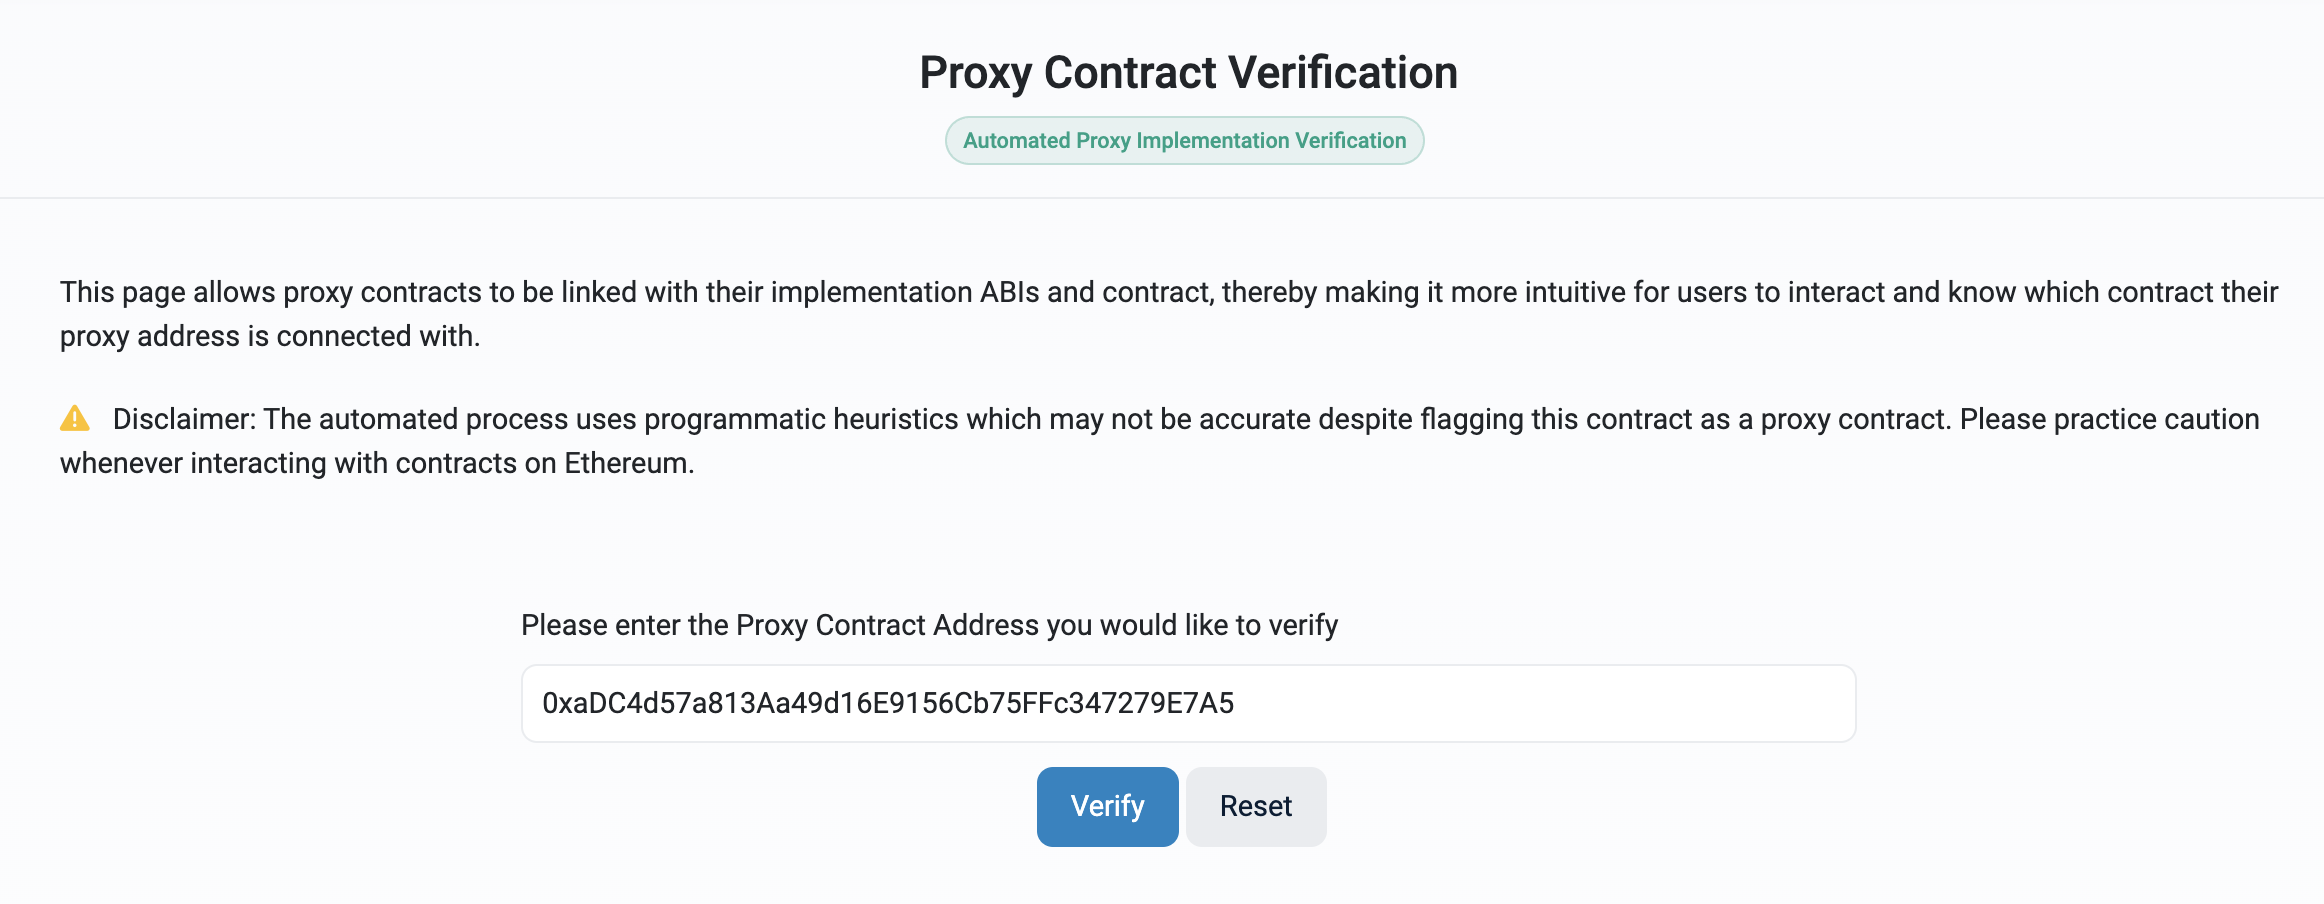 Proxy Contract Verification
Automated Proxy Implementation Verification
This page allows proxy contracts to be linked with their implementation ABIs and contract, thereby making it more intuitive for users to interact and know which contract their
proxy address is connected with.
Disclaimer: The automated process uses programmatic heuristics which may not be accurate despite flagging this contract as a proxy contract. Please practice caution
whenever interacting with contracts on Ethereum.
Please enter the Proxy Contract Address you would like to verify
0xaDC4d57a813Aa49d16E9156Cb75FFc347279E7A5
Verify
Reset